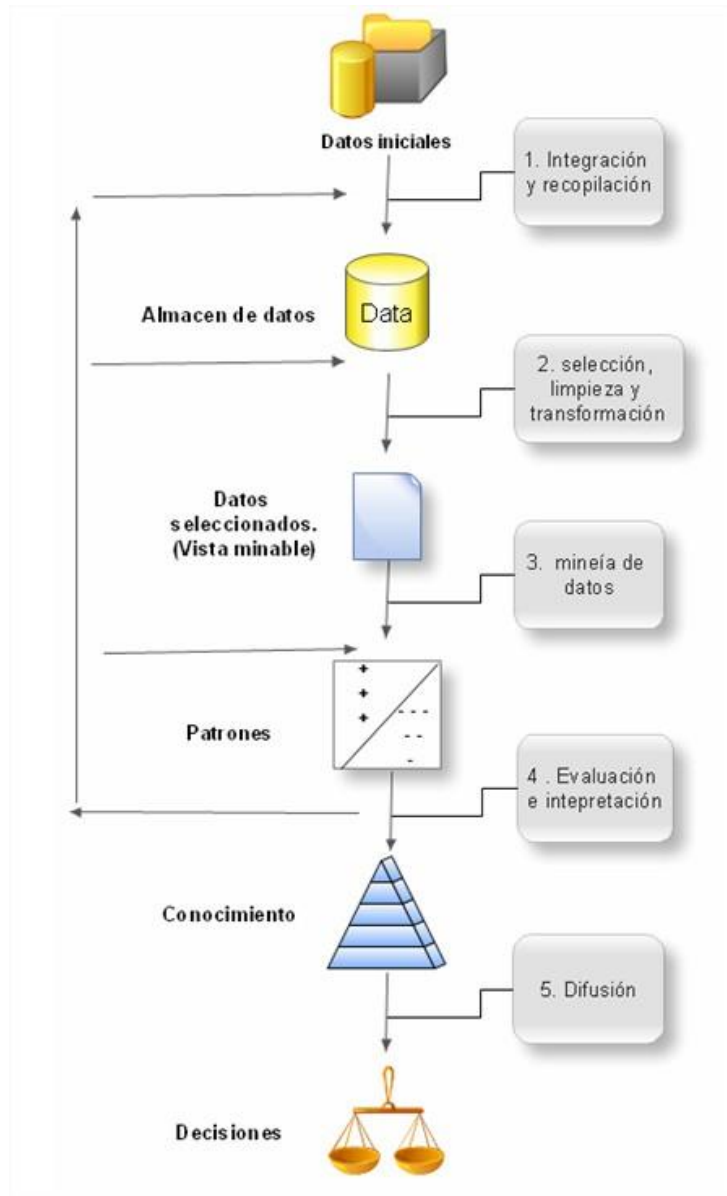 Datos iniciales
1. Integración
y recopilación
Almacen de datos
Data
2. selección,
limpieza y
transformación
Datos
seleccionados.
(Vista minable)
3. mineía de
datos
+
+
+
- - -
- -
-
Patrones
4 . Evaluación
e intepretación
Conocimiento
5. Difusión
Decisiones